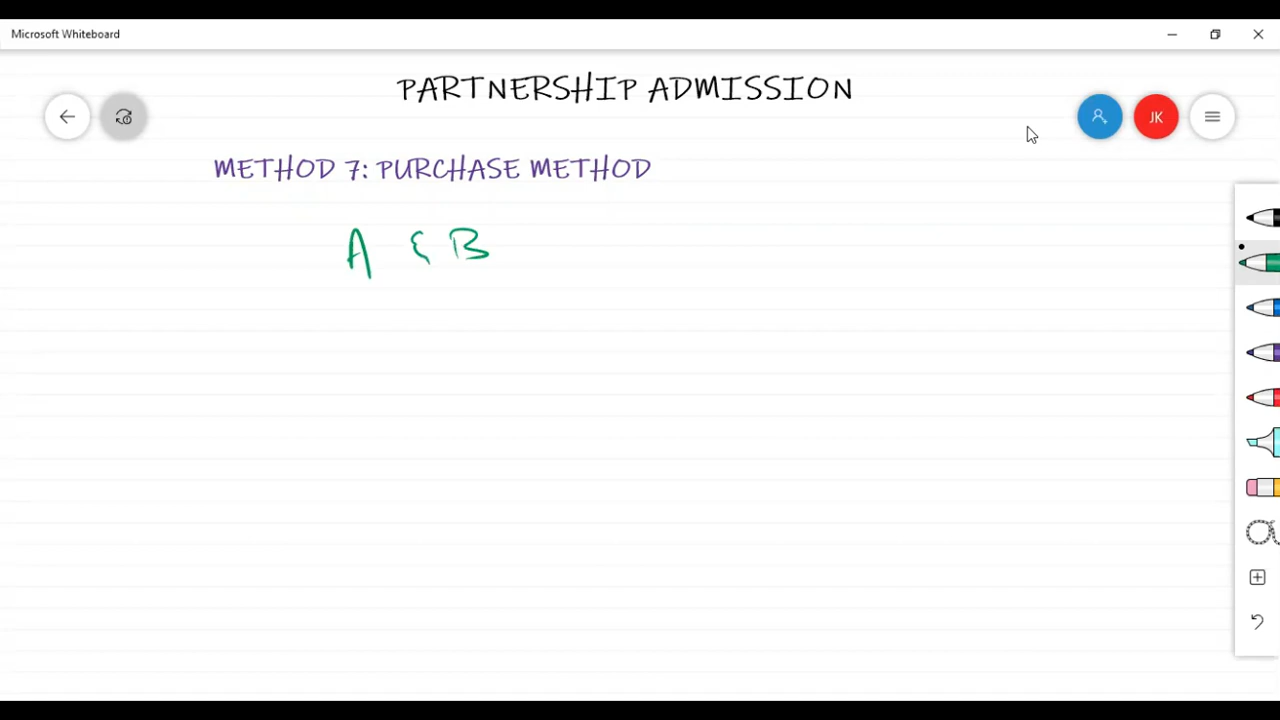 Microsoft Whiteboard
PARTNERSHIP ADMISSION
JK
METHOD 7: PURCHASE METHOD
A & B